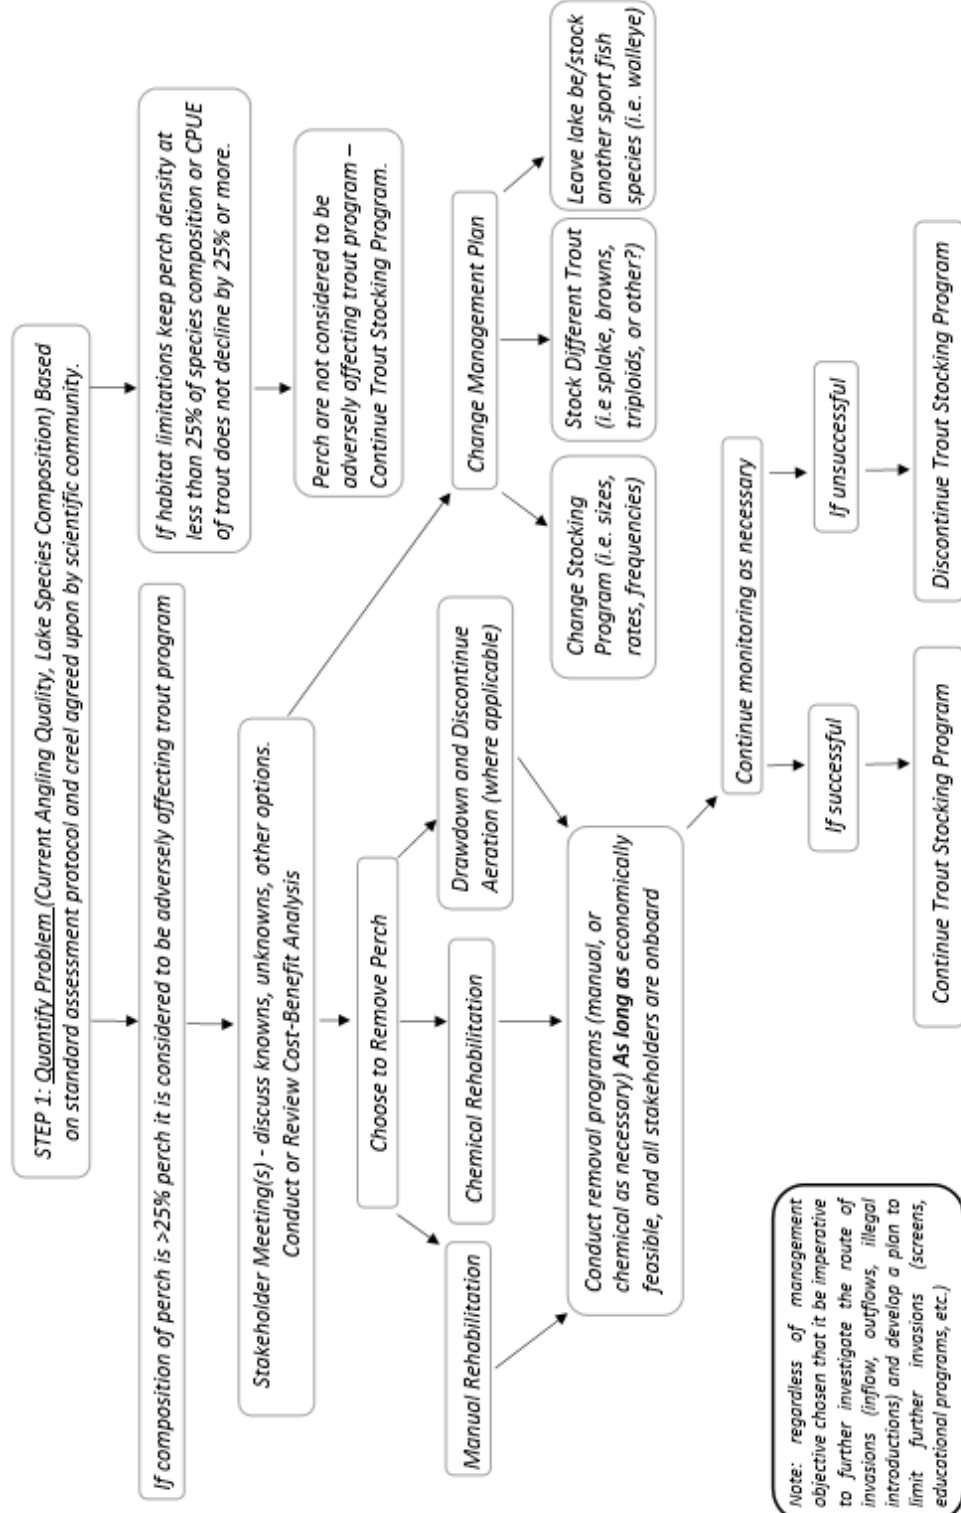 STEP 1: Quantify Problem (Current Angling Quality, Lake Species Composition) Based
on standard assessment protocol and creel agreed upon by scientific community.
If composition of perch is >25% perch it is considered to be adversely affecting trout program
If habitat limitations keep perch density at
less than 25% of species composition or CPUE
of trout does not decline by 25% or more.
Perch are not considered to be
adversely affecting trout program –
Continue Trout Stocking Program.
Stakeholder Meeting(s) - discuss knowns, unknowns, other options.
Conduct or Review Cost-Benefit Analysis
Choose to Remove Perch
Change Management Plan
Manual Rehabilitation
Chemical Rehabilitation
Drawdown and Discontinue
Aeration (where applicable)
Change Stocking
Program (i.e. sizes,
rates, frequencies)
Stock Different Trout
(i.e splake, browns,
triploids, or other?)
Leave lake be/stock
another sport fish
species (i.e. walleye)
Conduct removal programs (manual, or
chemical as necessary) As long as economically
feasible, and all stakeholders are onboard
Continue monitoring as necessary
If successful
If unsuccessful
Continue Trout Stocking Program
Discontinue Trout Stocking Program
Note: regardless of management
objective chosen that it be imperative
to further investigate the route of
invasions (inflow, outflows, illegal
introductions) and develop a plan to
limit further invasions (screens,
educational programs, etc.)